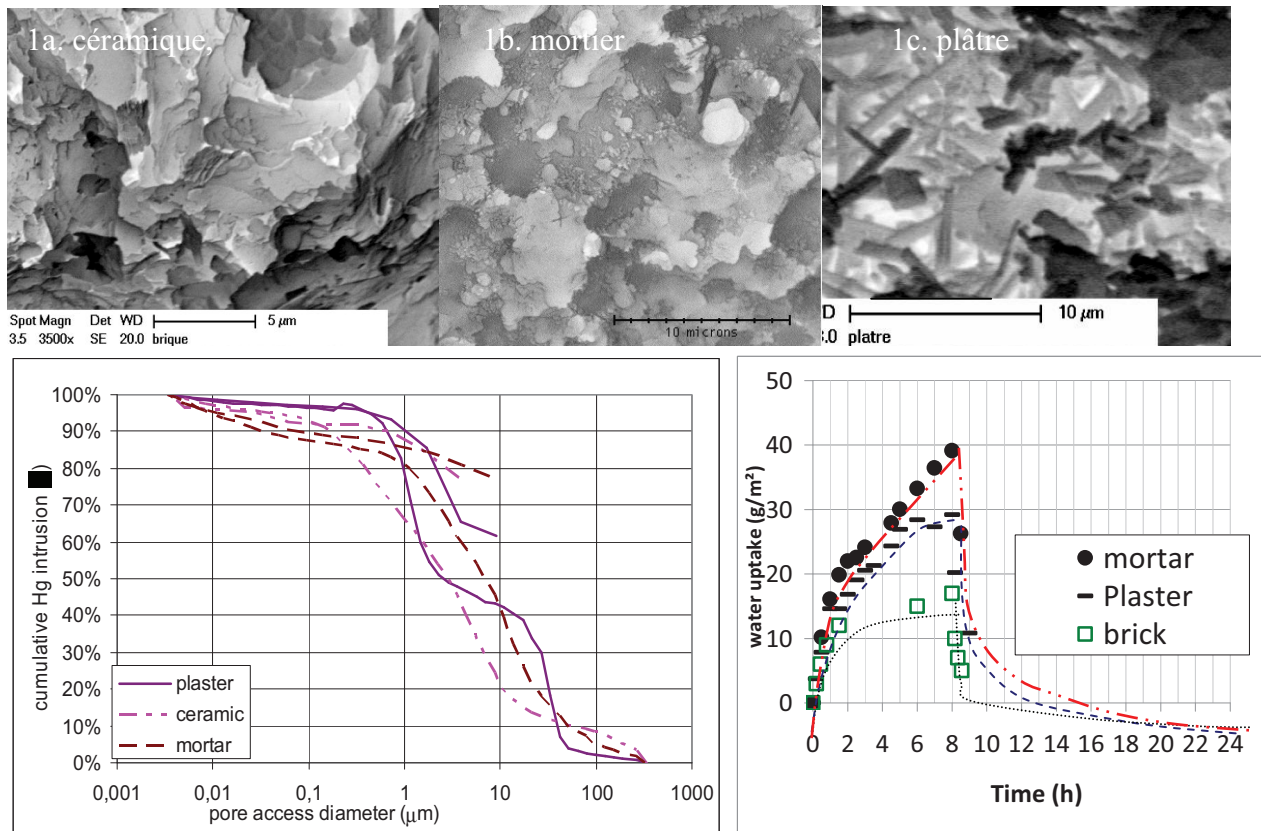 1a. céramique,
1b. mortier
1c. plâtre
Spot Magn Det WD 5 µm
3.5 3500x SE 20.0 brique
10 microns
D 10 µm
3.0 platre
cumulative Hg intrusion
100%
90%
80%
70%
60%
50%
40%
30%
20%
10%
0%
plaster
ceramic
mortar
0,001 0,01 0,1 1 10 100 1000
pore access diameter (µm)
water uptake (g/m²)
50
40
30
20
10
0
mortar
Plaster
brick
0 2 4 6 8 10 12 14 16 18 20 22 24
Time (h)